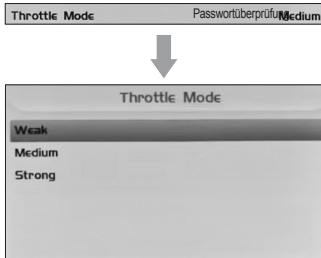 Throttle Mode Passwortüberprüfung Medium
Throttle Mode
Weak
Medium
Strong